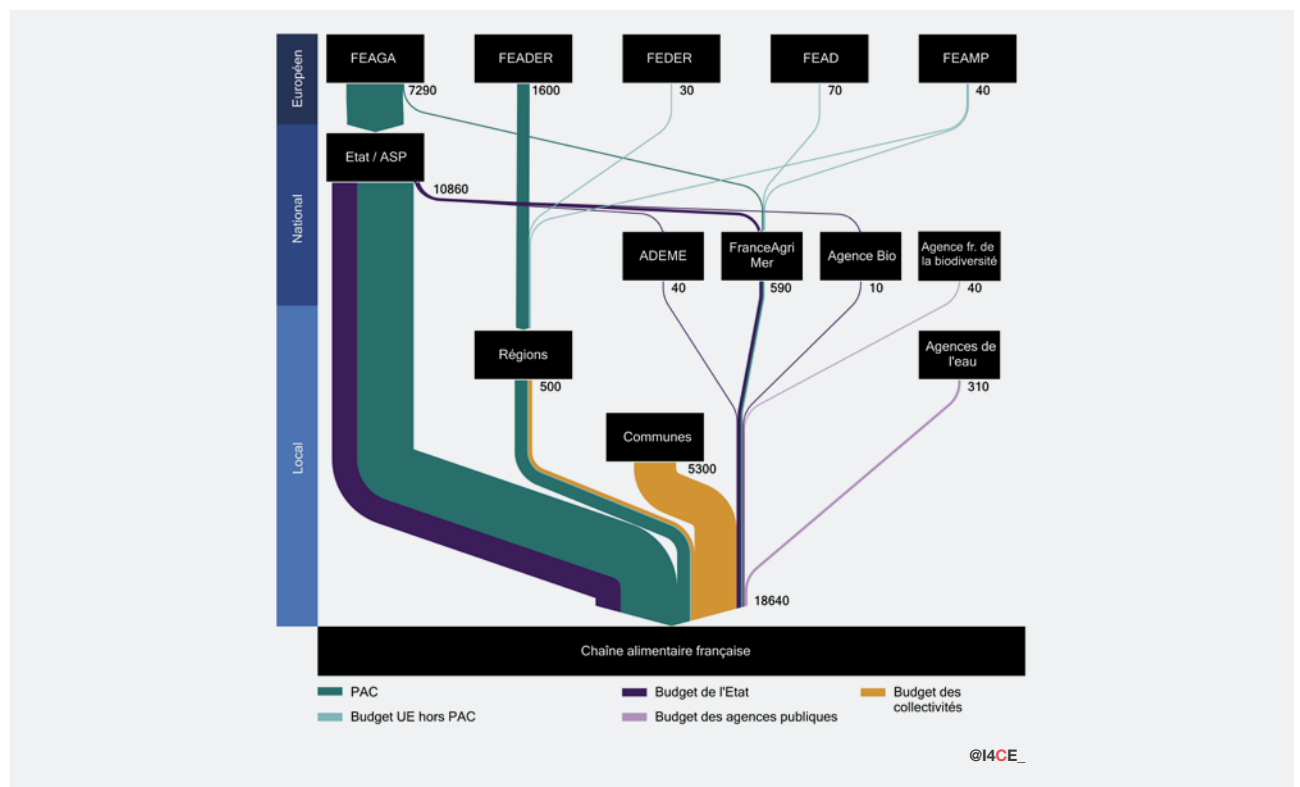 Européen
FEAGA
FEADER
FEDER
FEAD
FEAMP
7290
1600
30
70
40
National
Etat / ASP
10860
ADEME
FranceAgri
Mer
Agence Bio
Agence fr. de
la biodiversité
40
590
10
40
Local
Régions
500
Agences de
l'eau
310
Communes
5300
18640
Chaîne alimentaire française
PAC
Budget UE hors PAC
Budget de l'Etat
Budget des agences publiques
Budget des
collectivités
@I4CE_